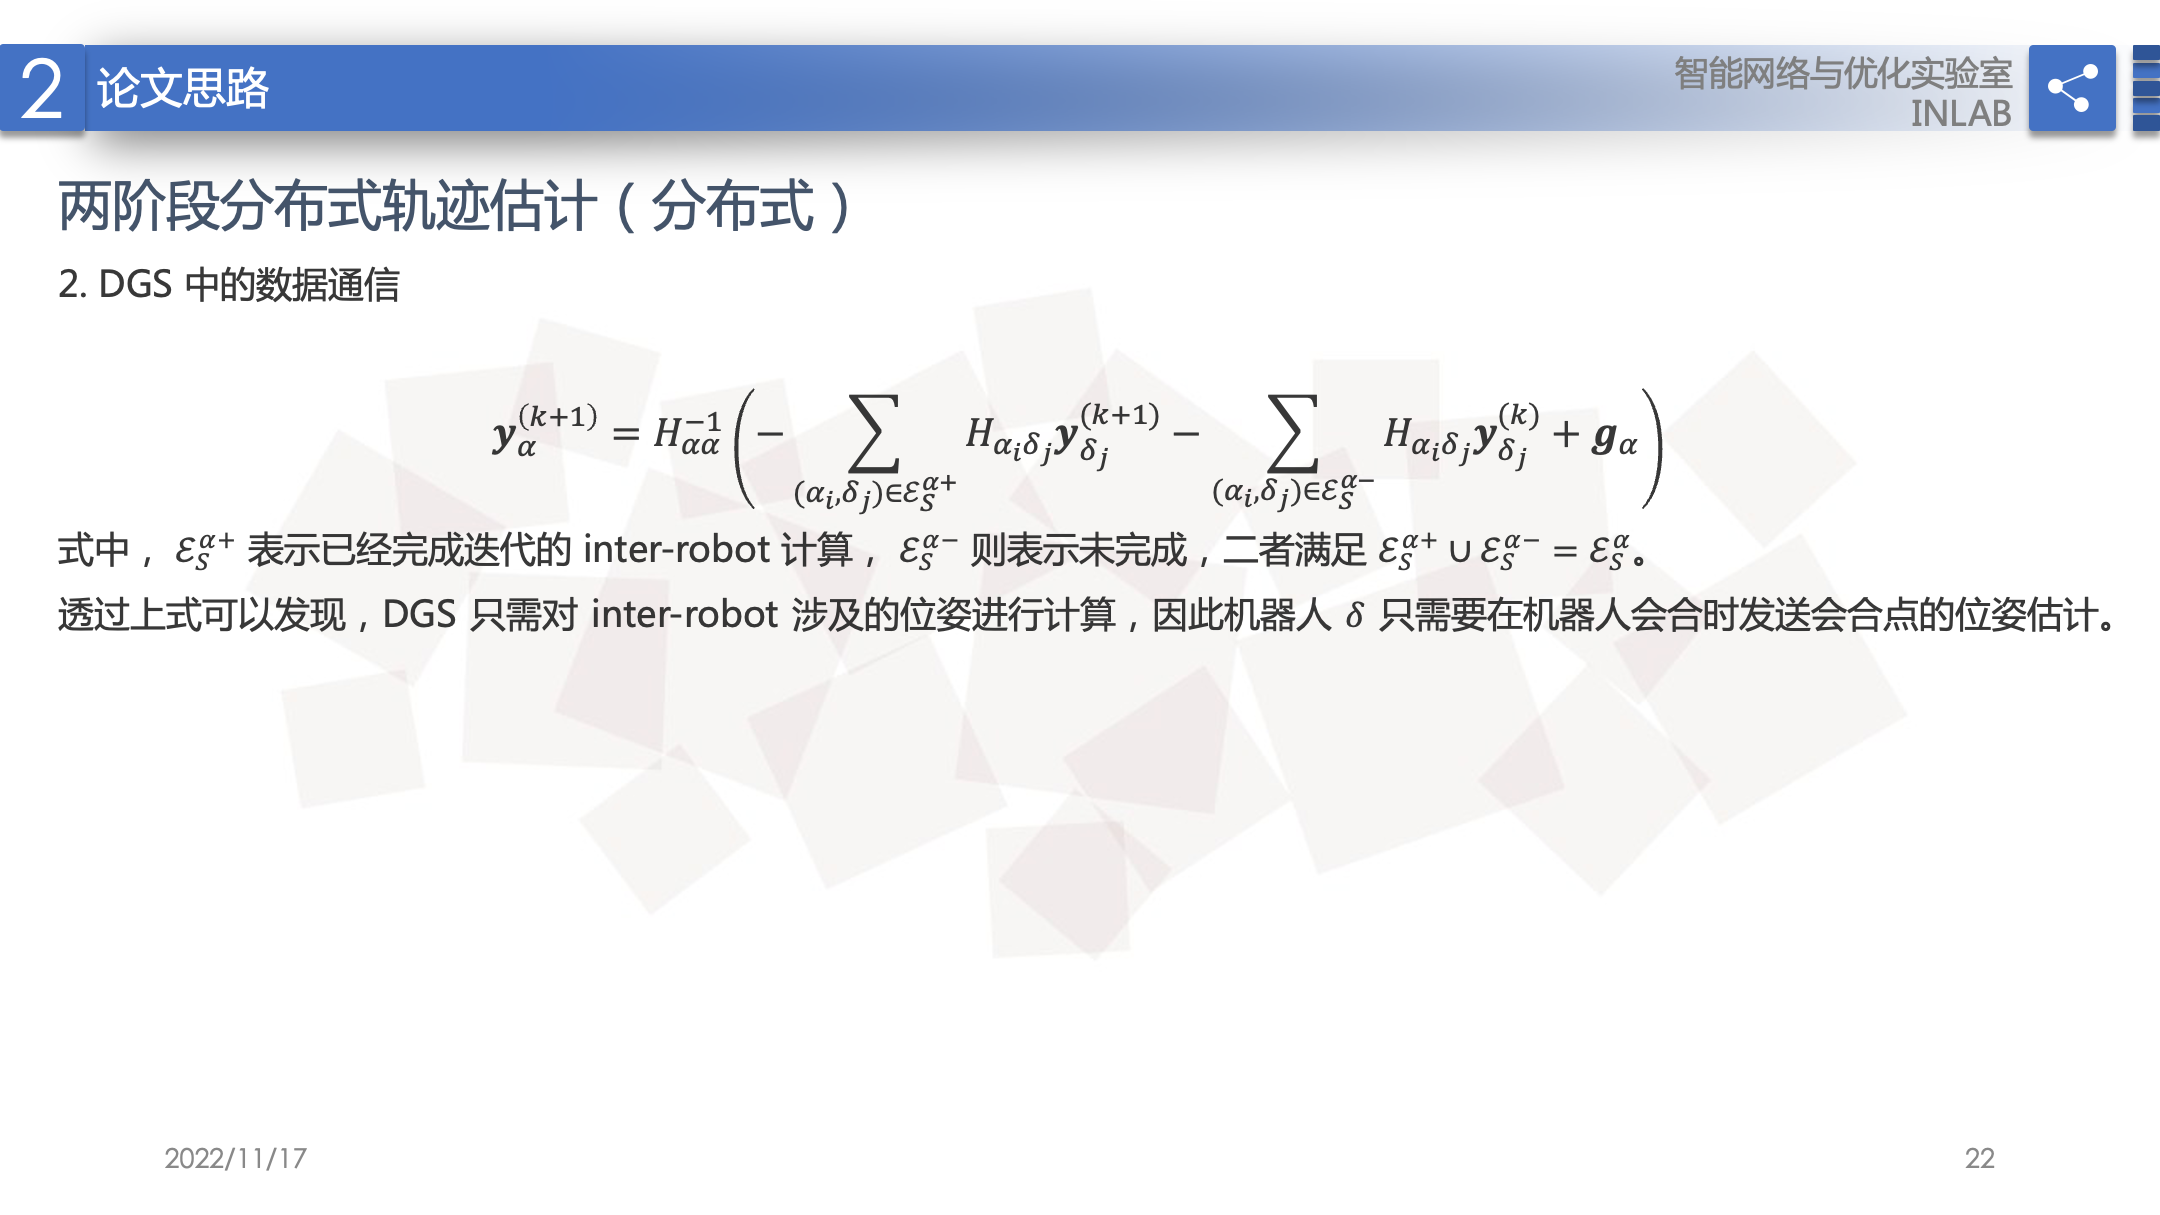 2 论文思路
智能网络与优化实验室
INLAB
两阶段分布式轨迹估计（分布式）
2. DGS 中的数据通信
$\boldsymbol{y}_{\alpha}^{(k+1)} = H_{\alpha\alpha}^{-1}\left(-\sum_{(\alpha_i,\delta_j)\in\mathcal{E}_S^{\alpha+}} H_{\alpha_i\delta_j}\boldsymbol{y}_{\delta_j}^{(k+1)} - \sum_{(\alpha_i,\delta_j)\in\mathcal{E}_S^{\alpha-}} H_{\alpha_i\delta_j}\boldsymbol{y}_{\delta_j}^{(k)} + \boldsymbol{g}_{\alpha}\right)$
式中， $\mathcal{E}_S^{\alpha+}$ 表示已经完成迭代的 inter-robot 计算， $\mathcal{E}_S^{\alpha-}$ 则表示未完成，二者满足 $\mathcal{E}_S^{\alpha+} \cup \mathcal{E}_S^{\alpha-} = \mathcal{E}_S^{\alpha}$。
透过上式可以发现，DGS 只需对 inter-robot 涉及的位姿进行计算，因此机器人 $\delta$ 只需要在机器人会合时发送会合点的位姿估计。
2022/11/17
22